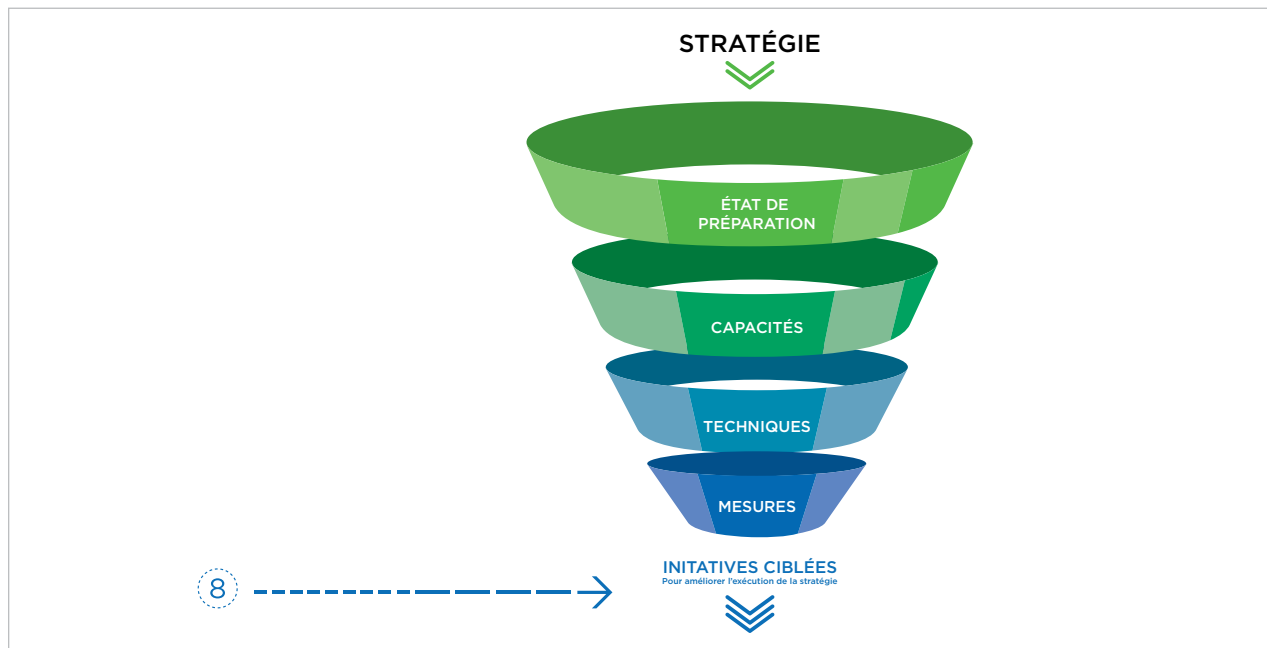 STRATÉGIE
ÉTAT DE
PRÉPARATION
CAPACITÉS
TECHNIQUES
MESURES
INITATIVES CIBLÉES
Pour améliorer l'exécution de la stratégie
8